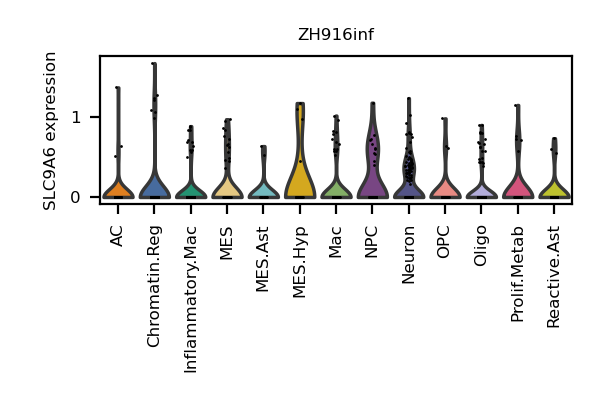 ZH916inf
SLC9A6 expression
1
0
AC
Chromatin.Reg
Inflammatory.Mac
MES
MES.Ast
MES.Hyp
Mac
NPC
Neuron
OPC
Oligo
Prolif.Metab
Reactive.Ast